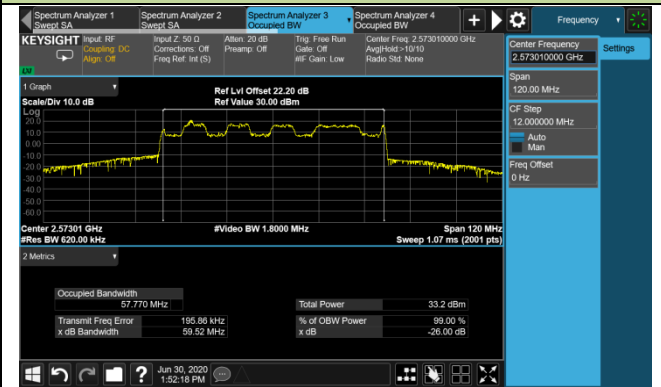 Spectrum Analyzer 1
Swept SA
Spectrum Analyzer 2
Swept SA
Spectrum Analyzer 3
Occupied BW
Spectrum Analyzer 4
Occupied BW
Frequency
KEYSIGHT
Input: RF
Coupling: DC
Align: Off
Input Z: 50 Ω
Corrections: Off
Freq Ref: Int (S)
Atten: 20 dB
Preamp: Off
Trig: Free Run
Gate: Off
#IF Gain: Low
Center Freq: 2.573010000 GHz
Avg|Hold:>10/10
Radio Std: None
Center Frequency
2.573010000 GHz
Settings
Span
120.00 MHz
CF Step
12.000000 MHz
Auto
Man
Freq Offset
0 Hz
1 Graph
Scale/Div 10.0 dB
Ref Lvl Offset 22.20 dB
Ref Value 30.00 dBm
Log
20.0
10.0
0.00
-10.0
-20.0
-30.0
-40.0
-50.0
-60.0
Center 2.57301 GHz
#Res BW 620.00 kHz
#Video BW 1.8000 MHz
Span 120 MHz
Sweep 1.07 ms (2001 pts)
2 Metrics
Occupied Bandwidth
57.770 MHz
Total Power 33.2 dBm
Transmit Freq Error 195.86 kHz
% of OBW Power 99.00 %
x dB Bandwidth 59.52 MHz
x dB -26.00 dB
Jun 30, 2020
1:52:18 PM